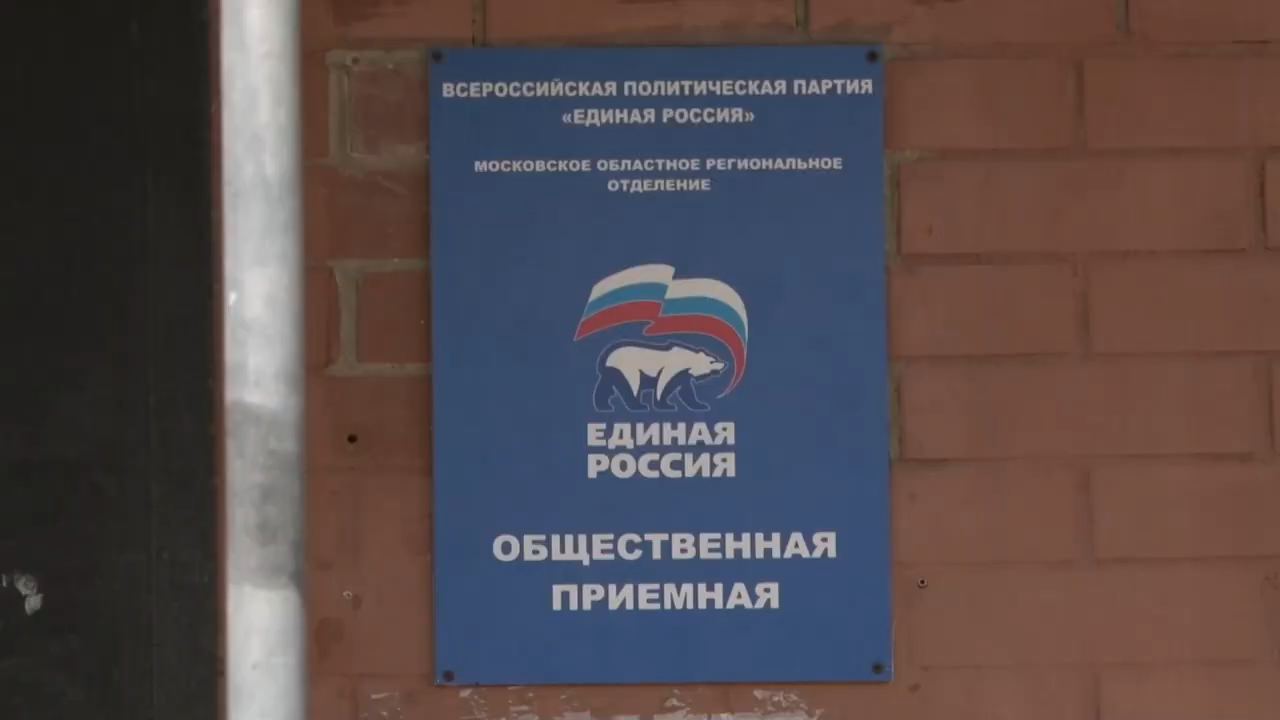 ВСЕРОССИЙСКАЯ ПОЛИТИЧЕСКАЯ ПАРТИЯ
«ЕДИНАЯ РОССИЯ»
МОСКОВСКОЕ ОБЛАСТНОЕ РЕГИОНАЛЬНОЕ
ОТДЕЛЕНИЕ
ЕДИНАЯ
РОССИЯ
ОБЩЕСТВЕННАЯ
ПРИЕМНАЯ